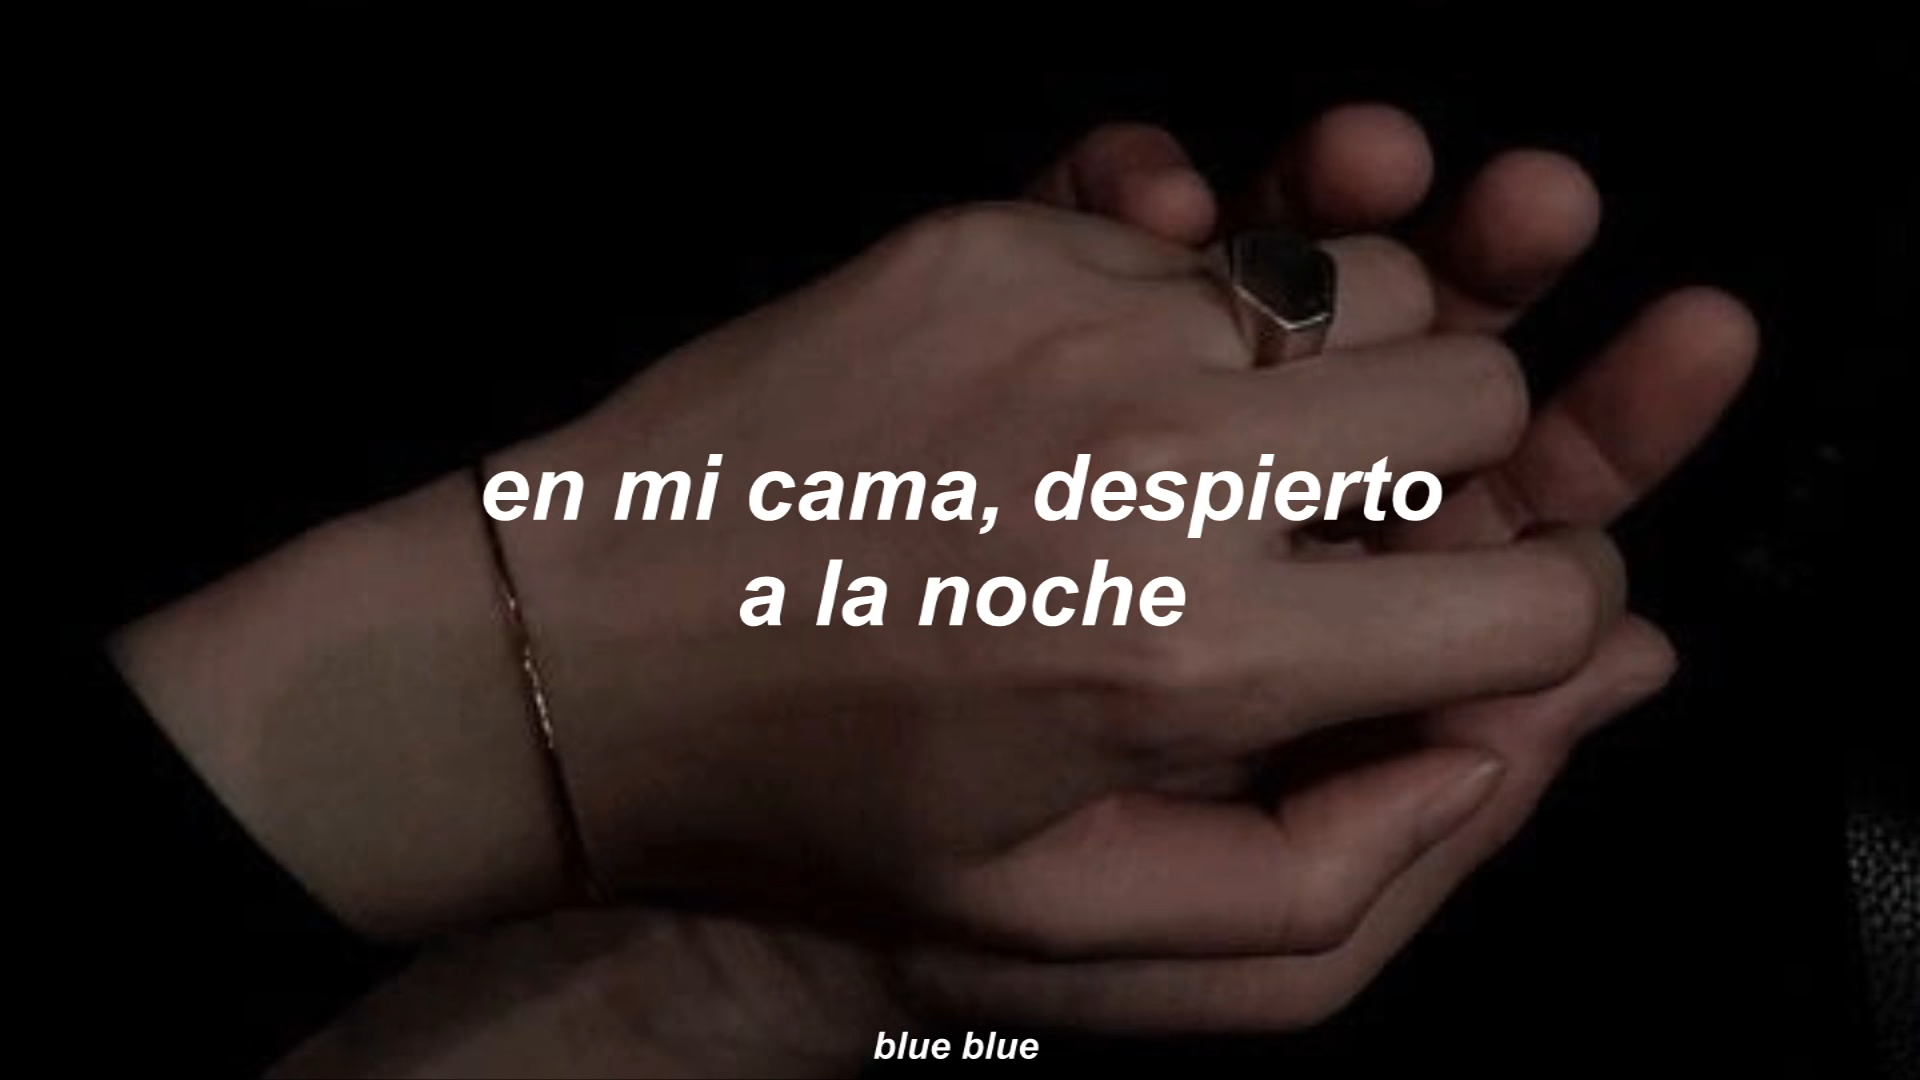 en mi cama, despierto
a la noche
blue blue